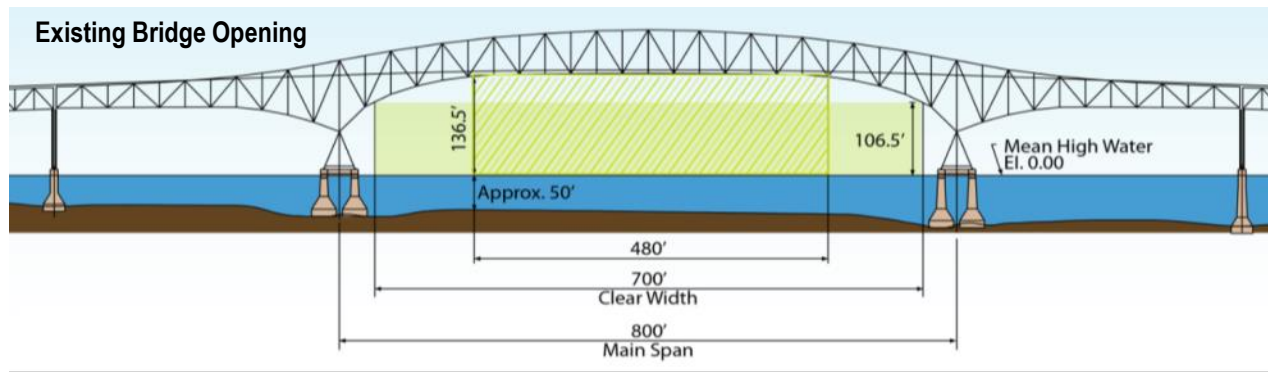 Existing Bridge Opening
136.5′
106.5′
Mean High Water
El. 0.00
Approx. 50′
480′
700′
Clear Width
800′
Main Span